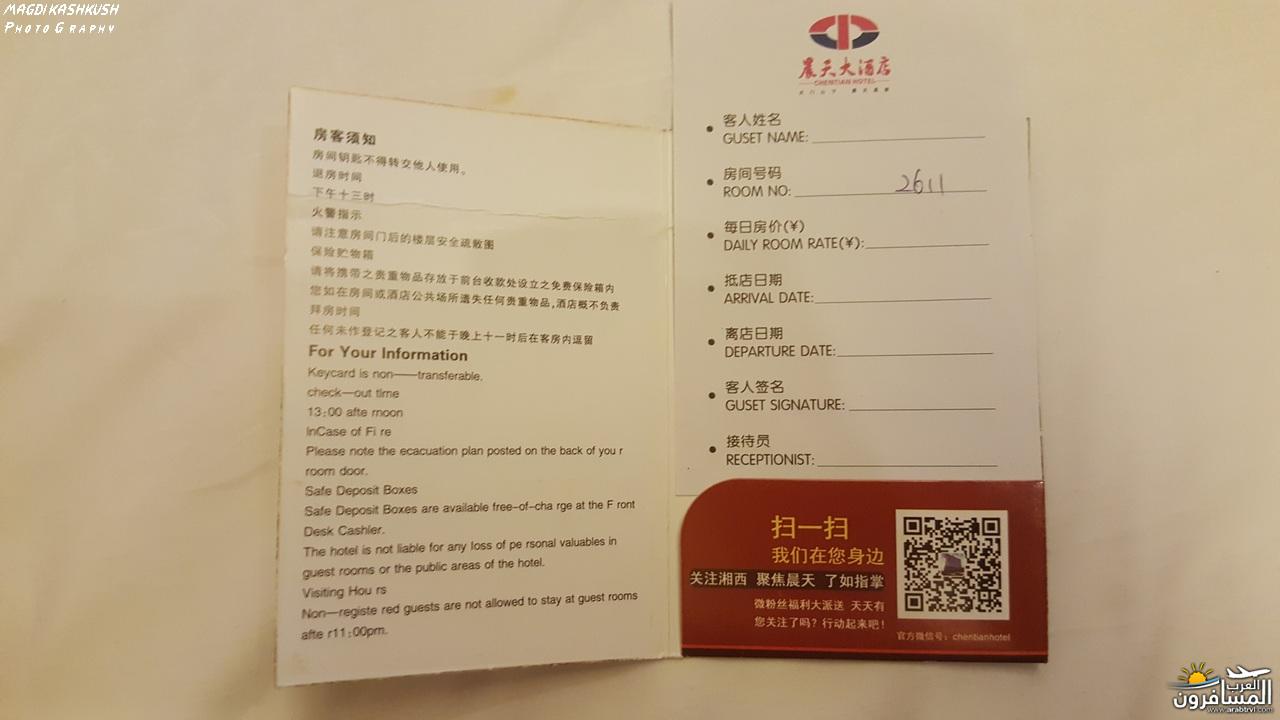 MAGDI KASHKUSH
PHOTOGRAPHY
房客须知
房间钥匙不得转交他人使用。
退房时间
下午十三时
火警指示
请注意房间门后的楼层安全疏散图
保险贮物箱
请将携带之贵重物品存放于前台收款处设立之免费保险箱内
您如在房间或酒店公共场所遗失任何贵重物品,酒店概不负责
拜房时间
任何未作登记之客人不能于晚上十一时后在客房内逗留
For Your Information
Keycard is non——transferable.
check—out time
13:00 afte rnoon
InCase of Fi re
Please note the ecacuation plan posted on the back of you r
room door.
Safe Deposit Boxes
Safe Deposit Boxes are available free-of-cha rge at the F ront
Desk Cashler.
The hotel is not liable for any loss of pe rsonal valuables in
guest rooms or the public areas of the hotel.
Visiting Hou rs
Non—registe red guests are not allowed to stay at guest rooms
afte r11:00pm.
晨天大酒店
CHENTIAN HOTEL
客人姓名
GUSET NAME:
房间号码
ROOM NO: 2611
每日房价(¥)
DAILY ROOM RATE(¥):
抵店日期
ARRIVAL DATE:
离店日期
DEPARTURE DATE:
客人签名
GUSET SIGNATURE:
接待员
RECEPTIONIST:
扫一扫
我们在您身边
关注湘西 聚焦晨天 了如指掌
微粉丝福利大派送 天天有
您关注了吗? 行动起来吧!
官方微信号: chentianhotel
العرب
المسافرون
www.arabtrvl.com